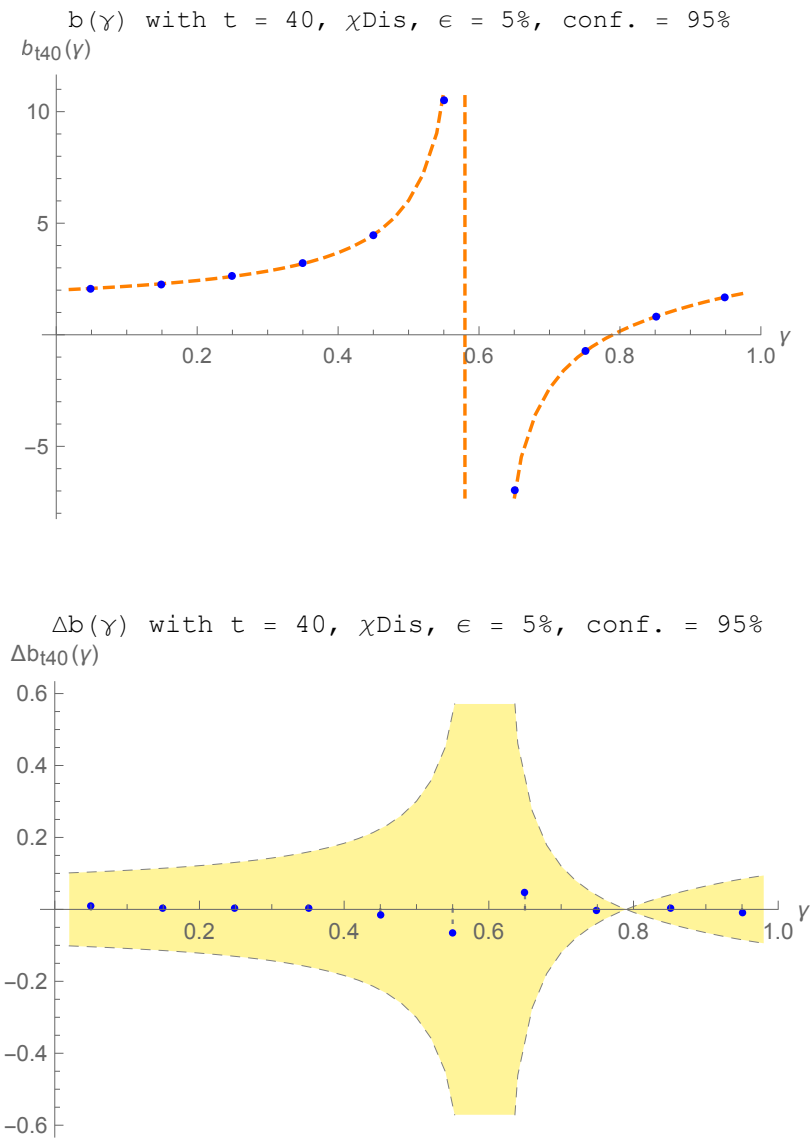 b(γ) with t = 40, χDis, ϵ = 5%, conf. = 95%
b_t40(γ)
10
5
0.2 0.4 0.6 0.8 1.0 γ
−5
Δb(γ) with t = 40, χDis, ϵ = 5%, conf. = 95%
Δb_t40(γ)
0.6
0.4
0.2
0.2 0.4 0.6 0.8 1.0 γ
−0.2
−0.4
−0.6